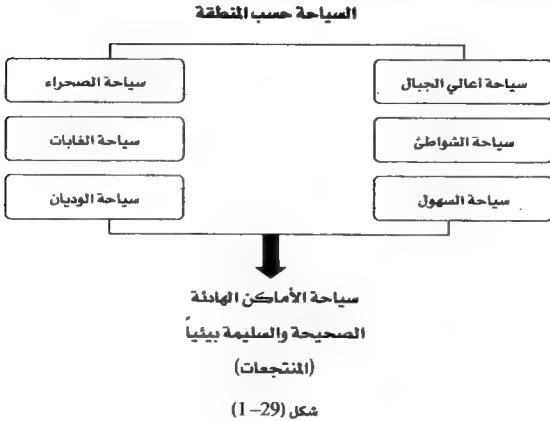 السياحة حسب المنطقة
سياحة أعالي الجبال
سياحة الصحراء
سياحة الشواطئ
سياحة الغابات
سياحة السهول
سياحة الوديان
سياحة الأماكن الهادئة
الصحيحة والسليمة بيئياً
(المنتجعات)
شكل (29-1)